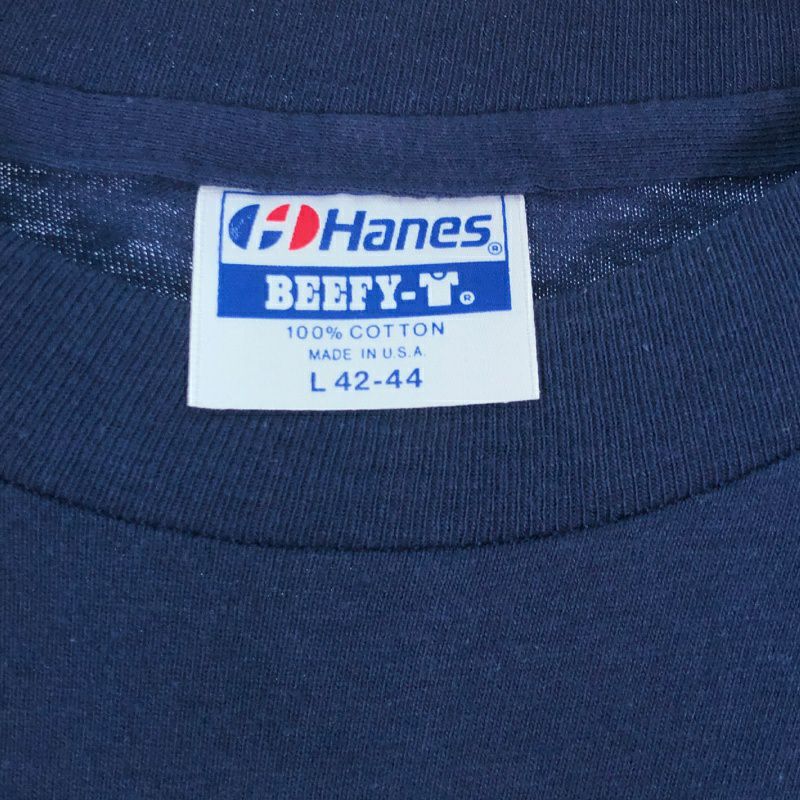 Hanes®
BEEFY-T®
100% COTTON
MADE IN U.S.A.
L 42-44